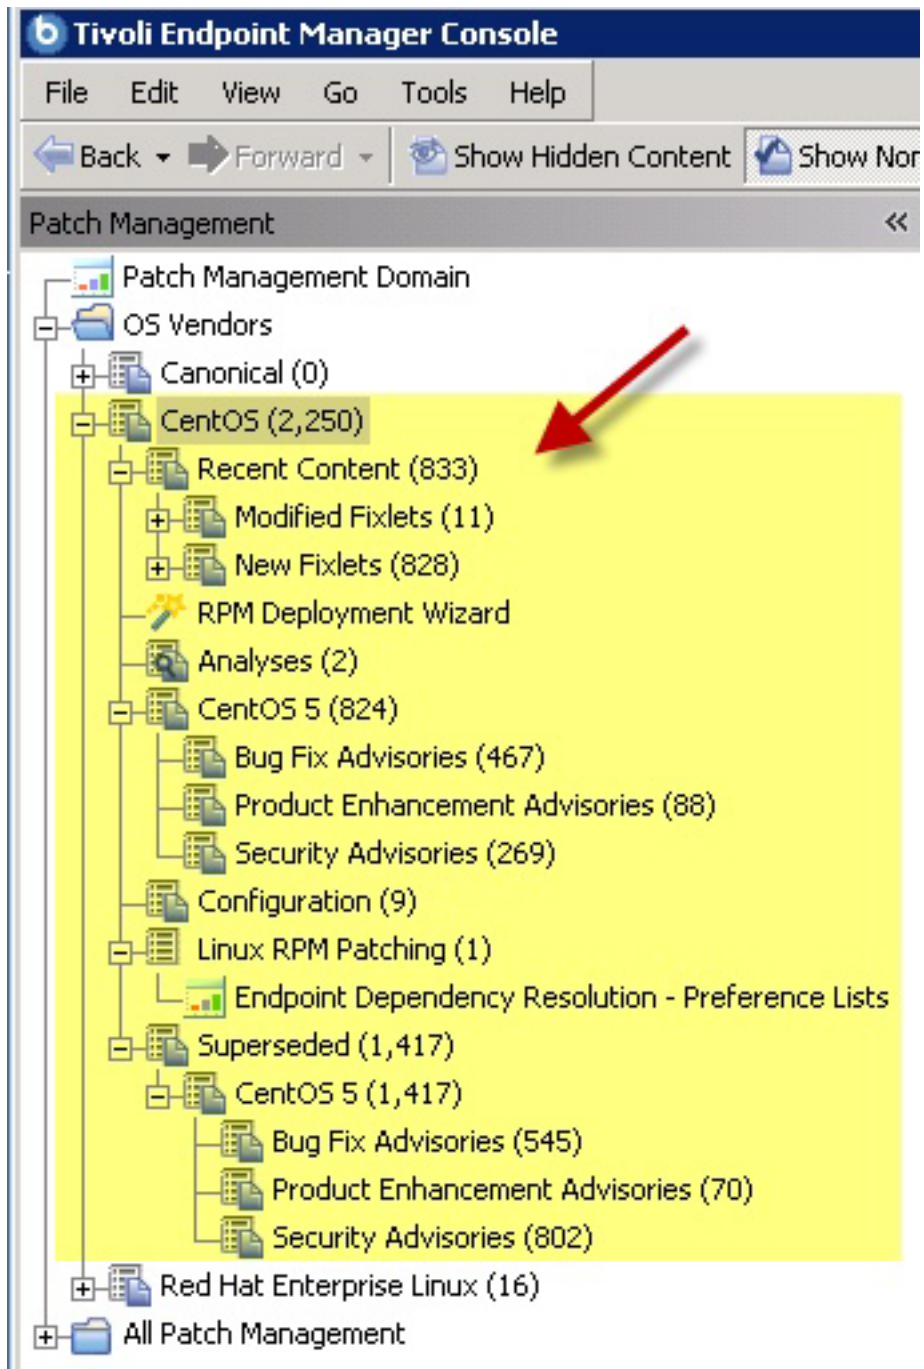 Tivoli Endpoint Manager Console
File Edit View Go Tools Help
Back Forward Show Hidden Content Show
Patch Management
Patch Management Domain
OS Vendors
Canonical (0)
CentOS (2,250)
Recent Content (833)
Modified Fixlets (11)
New Fixlets (828)
RPM Deployment Wizard
Analyses (2)
CentOS 5 (824)
Bug Fix Advisories (467)
Product Enhancement Advisories (88)
Security Advisories (269)
Configuration (9)
Linux RPM Patching (1)
Endpoint Dependency Resolution - Preference Lists
Superseded (1,417)
CentOS 5 (1,417)
Bug Fix Advisories (545)
Product Enhancement Advisories (70)
Security Advisories (802)
Red Hat Enterprise Linux (16)
All Patch Management